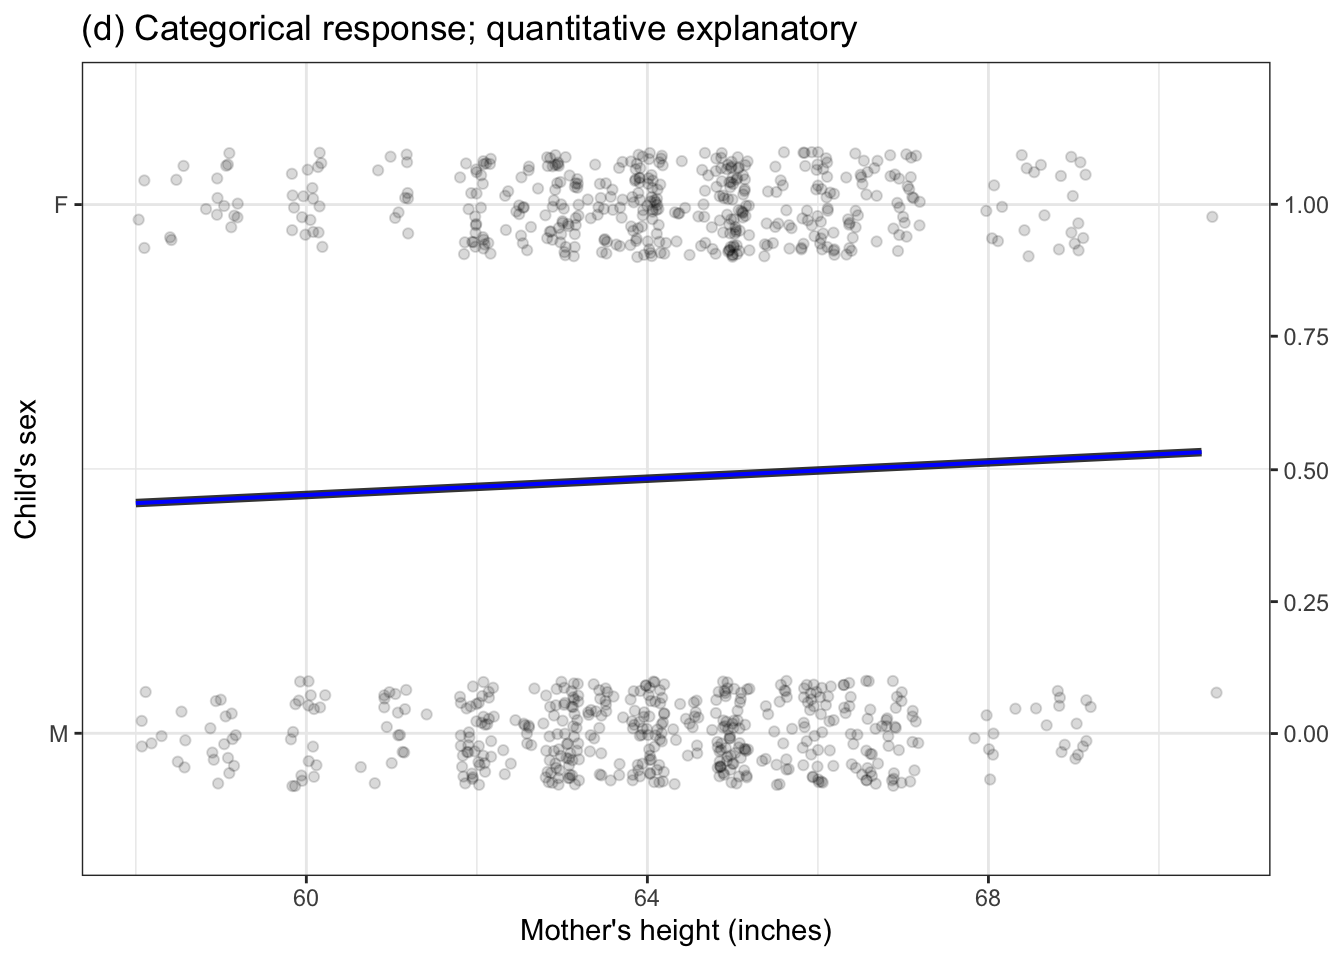 (d) Categorical response; quantitative explanatory
Child's sex
F
M
1.00
0.75
0.50
0.25
0.00
60 64 68
Mother's height (inches)